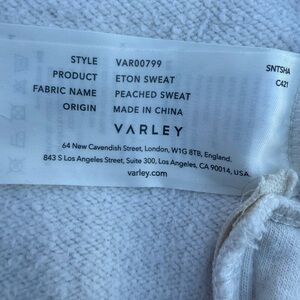 STYLE VAR00799
PRODUCT ETON SWEAT
FABRIC NAME PEACHED SWEAT
ORIGIN MADE IN CHINA
SNTSHA
C421
VARLEY
64 New Cavendish Street, London, W1G 8TB, England.
843 S Los Angeles Street, Suite 300, Los Angeles, CA 90014, USA.
varley.com